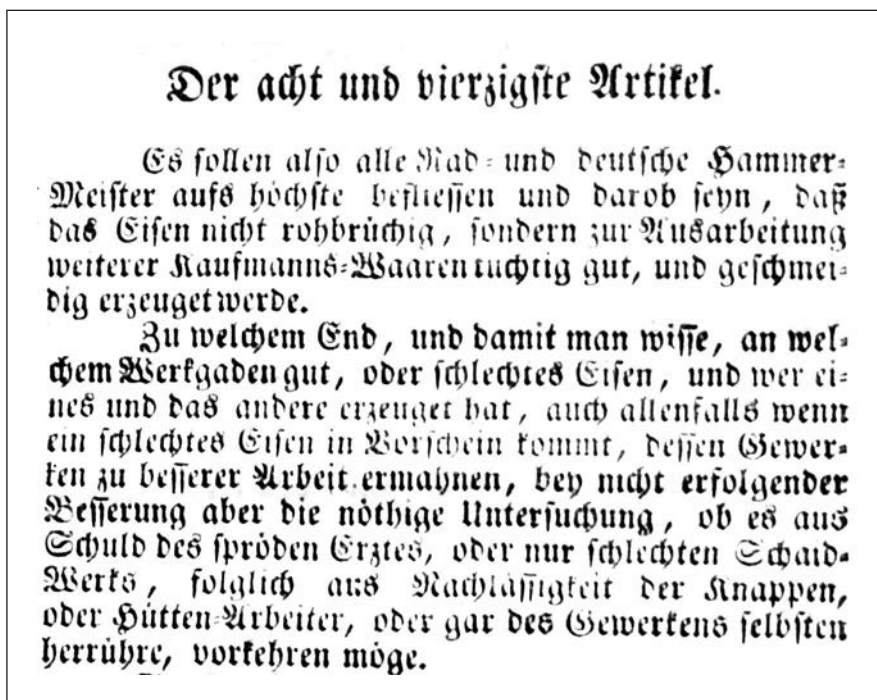 Der acht und vierzigste Artikel.
Es sollen also alle Rad- und deutsche Hammer-
Meister aufs höchste befliessen und darob seyn, daß
das Eisen nicht rohbrüchig, sondern zur Ausarbeitung
weiterer Kaufmanns-Waaren tüchtig gut, und geschmei-
dig erzeuget werde.
Zu welchem End, und damit man wisse, an wel-
chem Werkgaden gut, oder schlechtes Eisen, und wer ei-
nes und das andere erzeuget hat, auch allenfalls wenn
ein schlechtes Eisen in Vorschein kommt, dessen Gewer-
ken zu besserer Arbeit ermahnen, bey nicht erfolgender
Besserung aber die nöthige Untersuchung, ob es aus
Schuld des spröden Erztes, oder nur schlechten Schaid-
Werks, folglich aus Nachlässigkeit der Knappen,
oder Hütten-Arbeiter, oder gar des Gewerkens selbsten
herrühre, vorkehren möge.